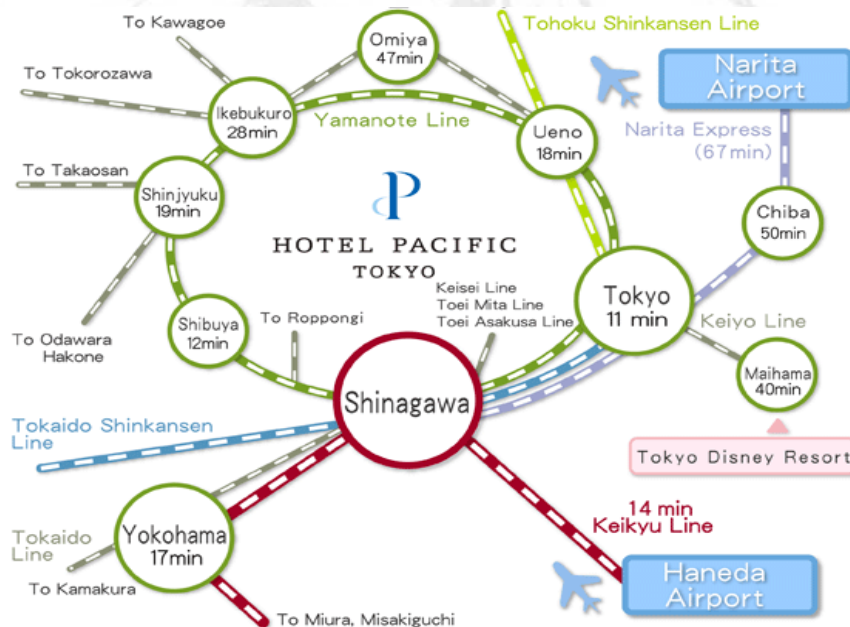 To Kawagoe
Omiya
47min
Tohoku Shinkansen Line
To Tokorozawa
Narita
Airport
Ikebukuro
28min
Yamanote Line
Ueno
18min
Narita Express
(67min)
To Takaosan
Shinjyuku
19min
Chiba
50min
HOTEL PACIFIC
TOKYO
Keisei Line
Toei Mita Line
Toei Asakusa Line
Tokyo
11 min
To Roppongi
Shibuya
12min
Keiyo Line
To Odawara
Hakone
Maihama
40min
Shinagawa
Tokaido Shinkansen
Line
Tokyo Disney Resort
14 min
Keikyu Line
Tokaido
Line
Yokohama
17min
Haneda
Airport
To Kamakura
To Miura, Misakiguchi